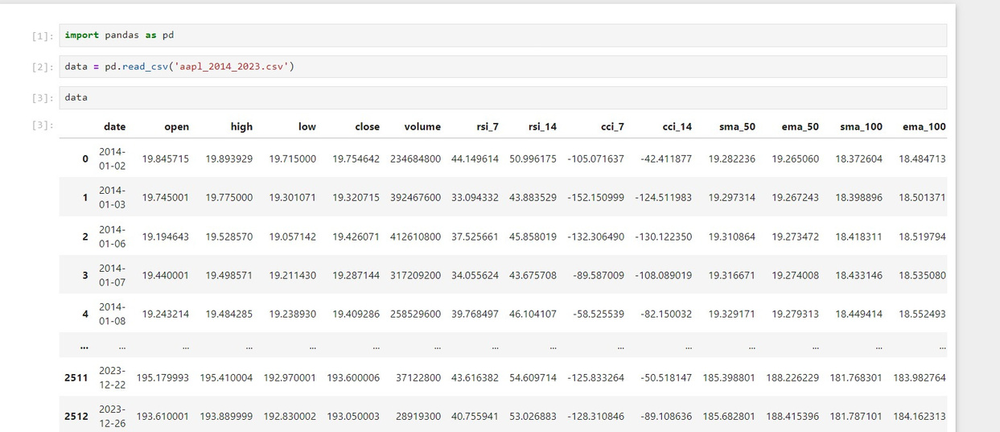 [1]: import pandas as pd
[2]: data = pd.read_csv('aapl_2014_2023.csv')
[3]: data
[3]: date open high low close volume rsi_7 rsi_14 cci_7 cci_14 sma_50 ema_50 sma_100 ema_100
0 2014-01-02 19.845715 19.893929 19.715000 19.754642 234684800 44.149614 50.996175 -105.071637 -42.411877 19.282236 19.265060 18.372604 18.484713
1 2014-01-03 19.745001 19.775000 19.301071 19.320715 392467600 33.094332 43.883529 -152.150999 -124.511983 19.297314 19.267243 18.398896 18.501371
2 2014-01-06 19.194643 19.528570 19.057142 19.426071 412610800 37.525661 45.858019 -132.306490 -130.122350 19.310864 19.273472 18.418311 18.519794
3 2014-01-07 19.440001 19.498571 19.211430 19.287144 317209200 34.055624 43.675708 -89.587009 -108.089019 19.316671 19.274008 18.433146 18.535080
4 2014-01-08 19.243214 19.484285 19.238930 19.409286 258529600 39.768497 46.104107 -58.525539 -82.150032 19.329171 19.279313 18.449414 18.552493
... ... ... ... ... ... ... ... ... ... ... ... ... ... ...
2511 2023-12-22 195.179993 195.410004 192.970001 193.600006 37122800 43.616382 54.609714 -125.833264 -50.518147 185.398801 188.226229 181.768301 183.982764
2512 2023-12-26 193.610001 193.889999 192.830002 193.050003 28919300 40.755941 53.026883 -128.310846 -89.108636 185.682801 188.415396 181.787101 184.162313